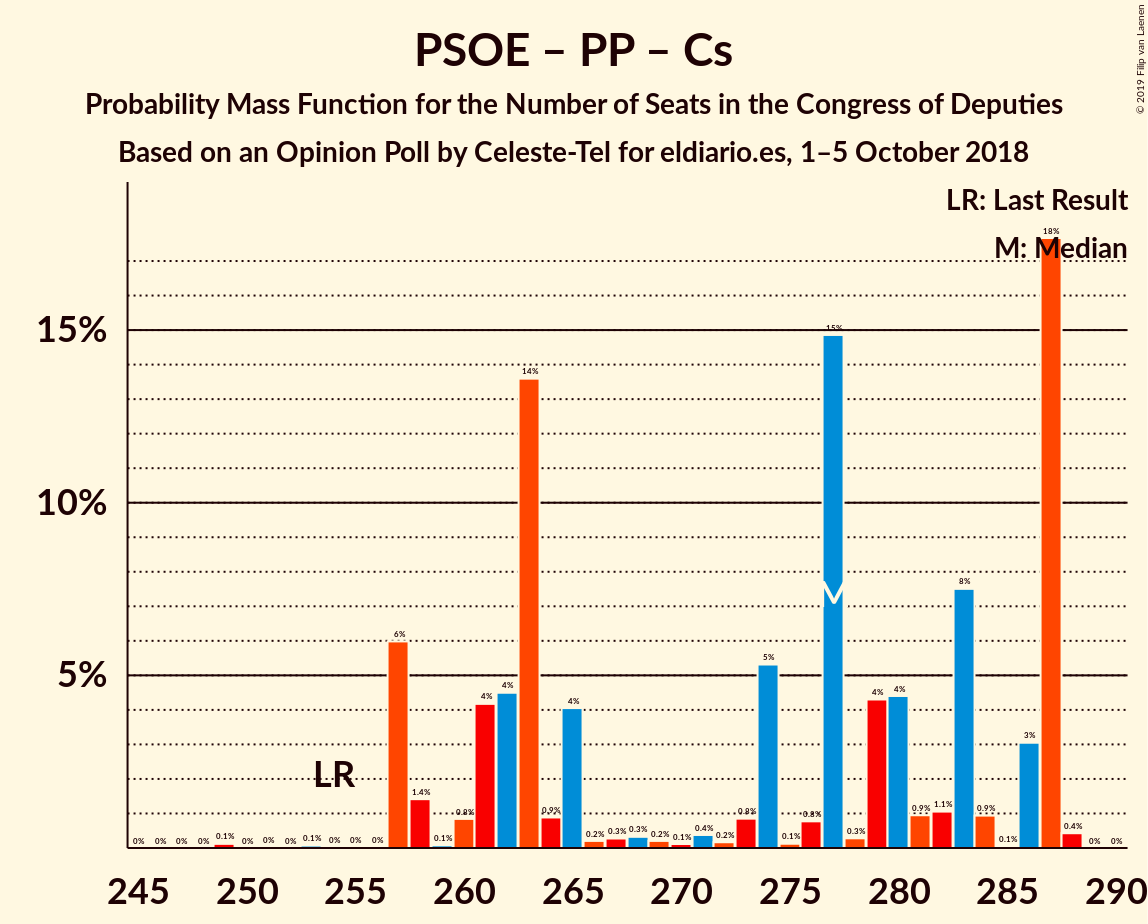 © 2019 Filip van Laenen
PSOE – PP – Cs
Probability Mass Function for the Number of Seats in the Congress of Deputies
Based on an Opinion Poll by Celeste-Tel for eldiario.es, 1–5 October 2018
LR: Last Result
M: Median
15%
10%
5%
0% 0% 0% 0% 0.1% 0% 0% 0% 0.1% 0% 0% 0% 6% 1.4% 0.1% 0.8% 4% 4% 14% 0.9% 4% 0.2% 0.3% 0.3% 0.2% 0.1% 0.4% 0.2% 0.8% 5% 0.1% 0.8% 15% 0.3% 4% 4% 0.9% 1.1% 8% 0.9% 0.1% 3% 18% 0.4% 0% 0%
LR
M
245 250 255 260 265 270 275 280 285 290